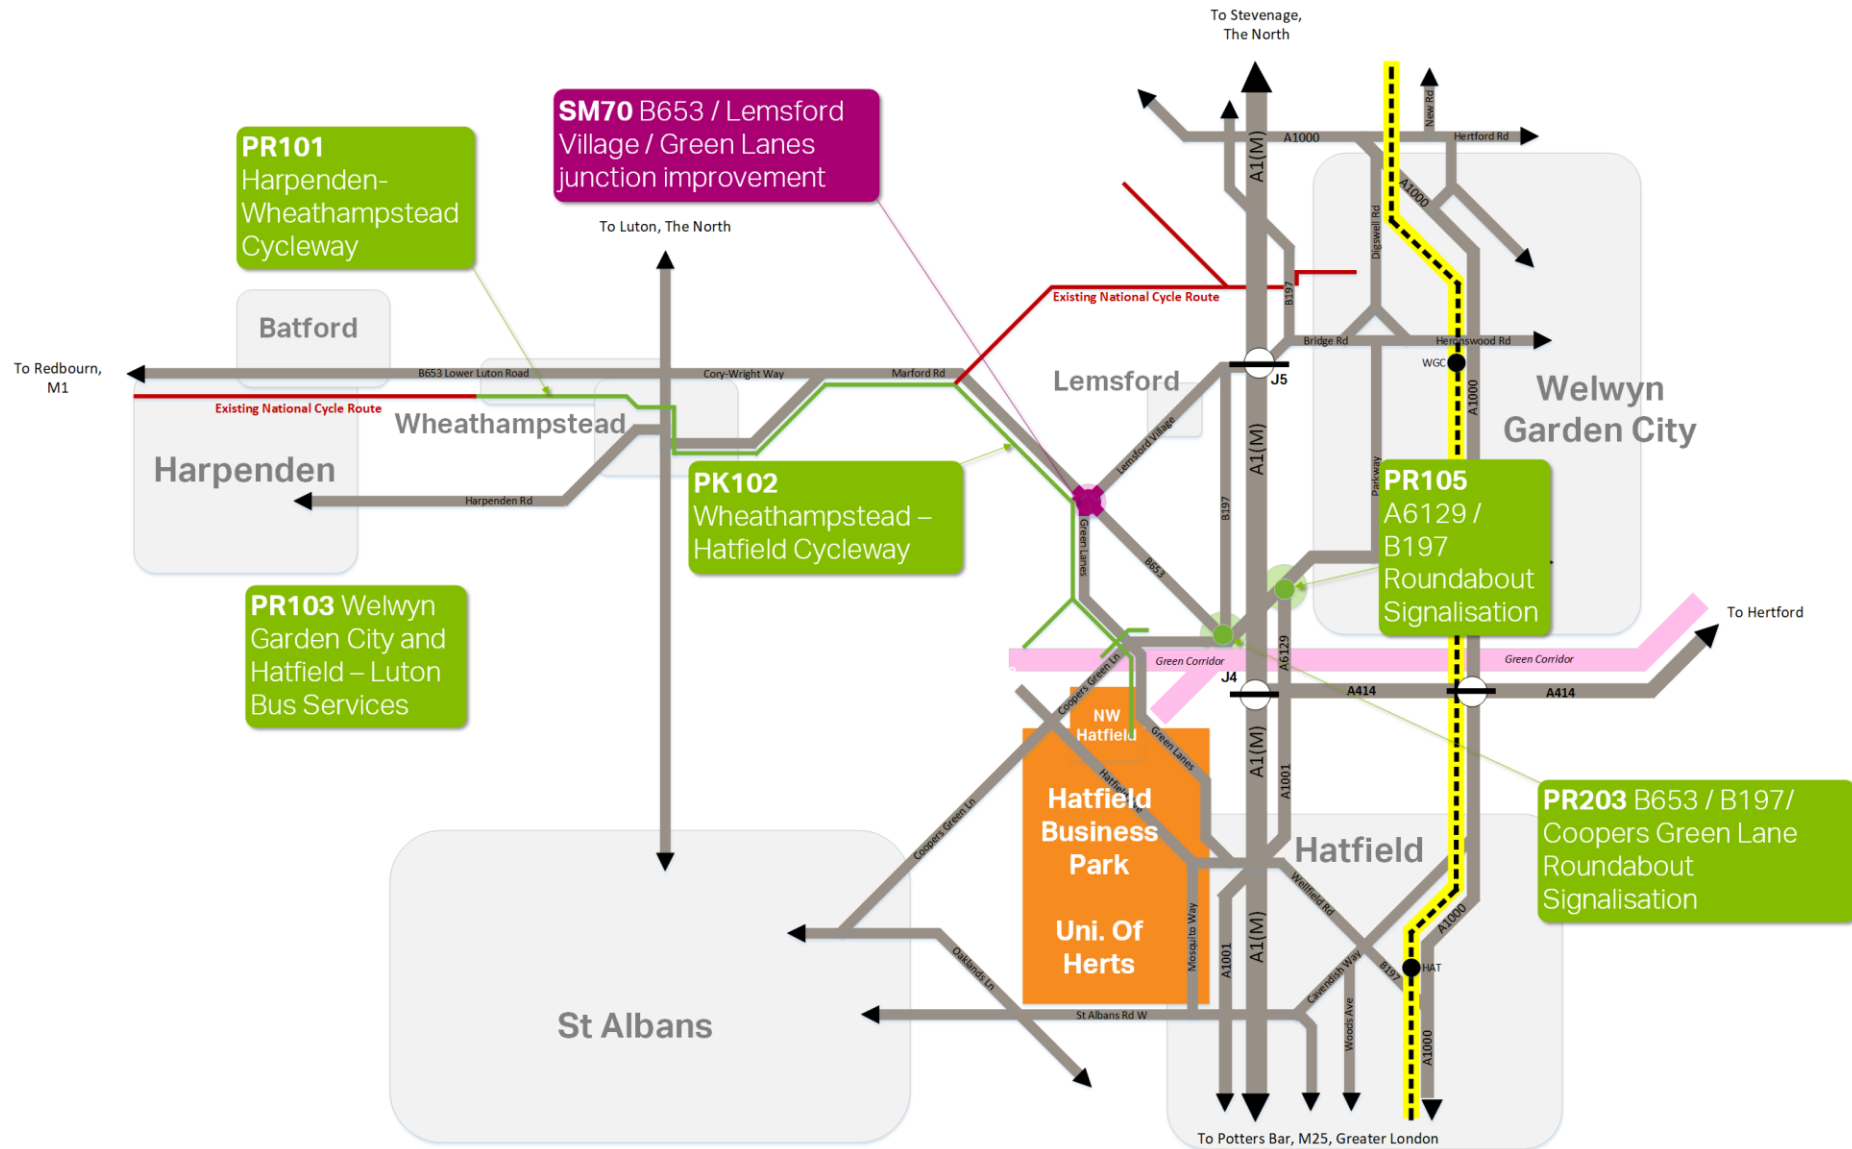 To Stevenage,
The North
SM70 B653 / Lemsford
Village / Green Lanes
junction improvement
PR101
Harpenden-
Wheathampstead
Cycleway
To Luton, The North
A1(M)
A1000
New Rd
Hertford Rd
A1000
Digswell Rd
Existing National Cycle Route
B197
Batford
To Redbourn,
M1
B653 Lower Luton Road
Cory-Wright Way
Marford Rd
Lemsford
J5
Bridge Rd
Heronswood Rd
WGC
A1000
Welwyn
Garden City
Existing National Cycle Route
Wheathampstead
Harpenden
Harpenden Rd
PK102
Wheathampstead –
Hatfield Cycleway
Lemsford Village
A1(M)
B197
Parkway
PR105
A6129 /
B197
Roundabout
Signalisation
Green Lanes
B653
PR103 Welwyn
Garden City and
Hatfield – Luton
Bus Services
To Hertford
Green Corridor
Green Corridor
A6129
J4
A414
A414
Coopers Green Ln
NW
Hatfield
Green Lanes
A1(M)
A1001
Hatfield Ave
Hatfield
Business
Park
Uni. Of
Herts
Hatfield
PR203 B653 / B197/
Coopers Green Lane
Roundabout
Signalisation
Coopers Green Ln
Wellfield Rd
Mosquito Way
A1001
A1(M)
A1000
Oaklands Ln
Cavendish Way
B197
HAT
St Albans
St Albans Rd W
Woods Ave
A1000
To Potters Bar, M25, Greater London